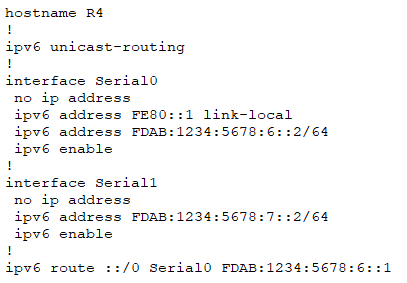 hostname R4
!
ipv6 unicast-routing
!
interface Serial0
 no ip address
 ipv6 address FE80::1 link-local
 ipv6 address FDAB:1234:5678:6::2/64
 ipv6 enable
!
interface Serial1
 no ip address
 ipv6 address FDAB:1234:5678:7::2/64
 ipv6 enable
!
ipv6 route ::/0 Serial0 FDAB:1234:5678:6::1